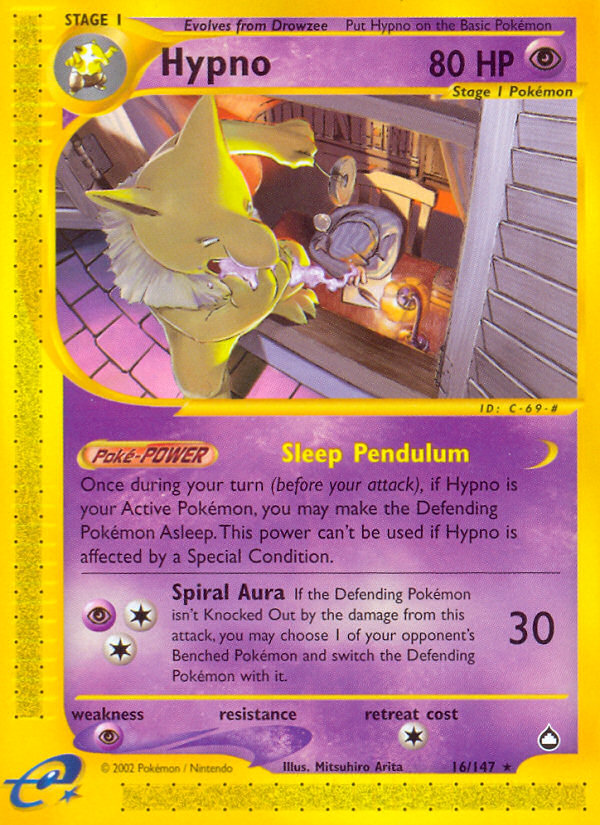 STAGE 1
Evolves from Drowzee Put Hypno on the Basic Pokémon
Hypno 80 HP
Stage 1 Pokémon
ID: C-69-#
Poké-POWER Sleep Pendulum
Once during your turn (before your attack), if Hypno is
your Active Pokémon, you may make the Defending
Pokémon Asleep. This power can't be used if Hypno is
affected by a Special Condition.
Spiral Aura If the Defending Pokémon
isn't Knocked Out by the damage from this
attack, you may choose 1 of your opponent's
Benched Pokémon and switch the Defending
Pokémon with it.
30
weakness resistance retreat cost
© 2002 Pokémon / Nintendo Illus. Mitsuhiro Arita 16/147 ★
e